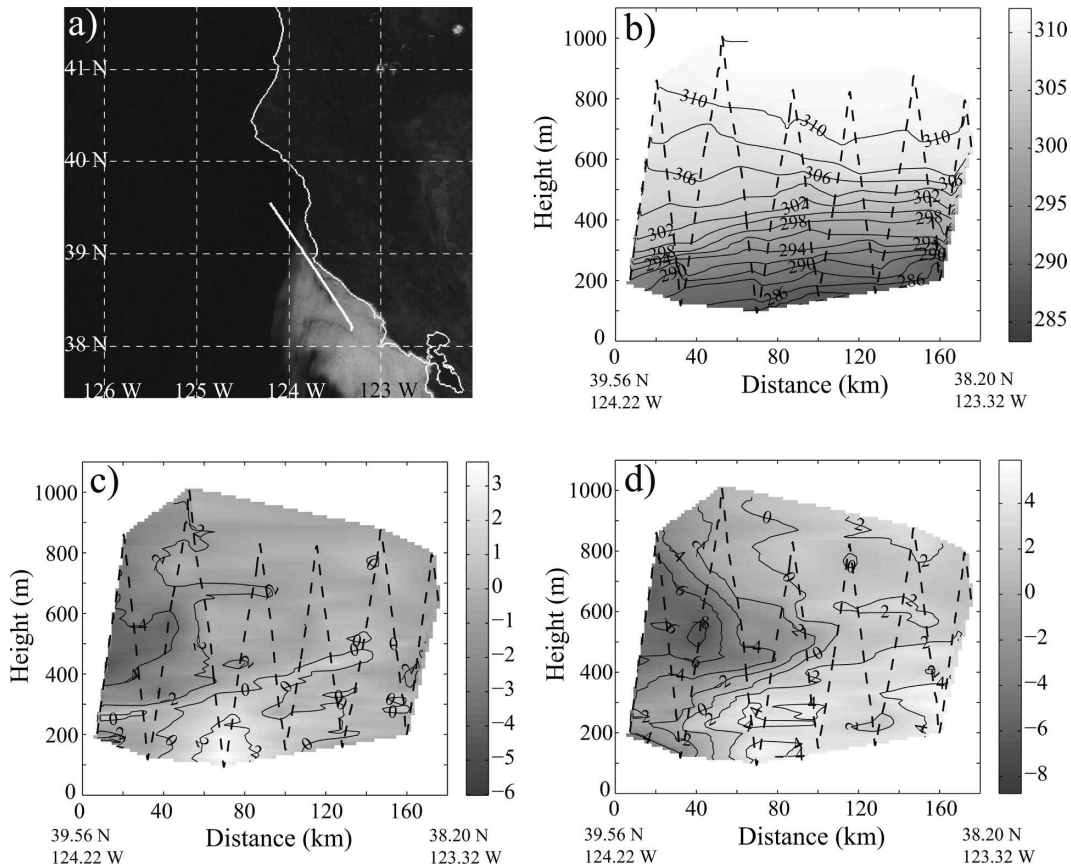 a)
41 N
40 N
39 N
38 N
126 W
125 W
124 W
123 W
b)
1000
800
600
400
200
0
Height (m)
310
310
310
306
306
302
302
302
298
298
298
294
294
294
290
290
290
286
286
0
40
80
120
160
Distance (km)
39.56 N
124.22 W
38.20 N
123.32 W
310
305
300
295
290
285
c)
1000
800
600
400
200
0
Height (m)
0
40
80
120
160
Distance (km)
39.56 N
124.22 W
38.20 N
123.32 W
3
2
1
0
−1
−2
−3
−4
−5
−6
d)
1000
800
600
400
200
0
Height (m)
0
40
80
120
160
Distance (km)
39.56 N
124.22 W
38.20 N
123.32 W
4
2
0
−2
−4
−6
−8